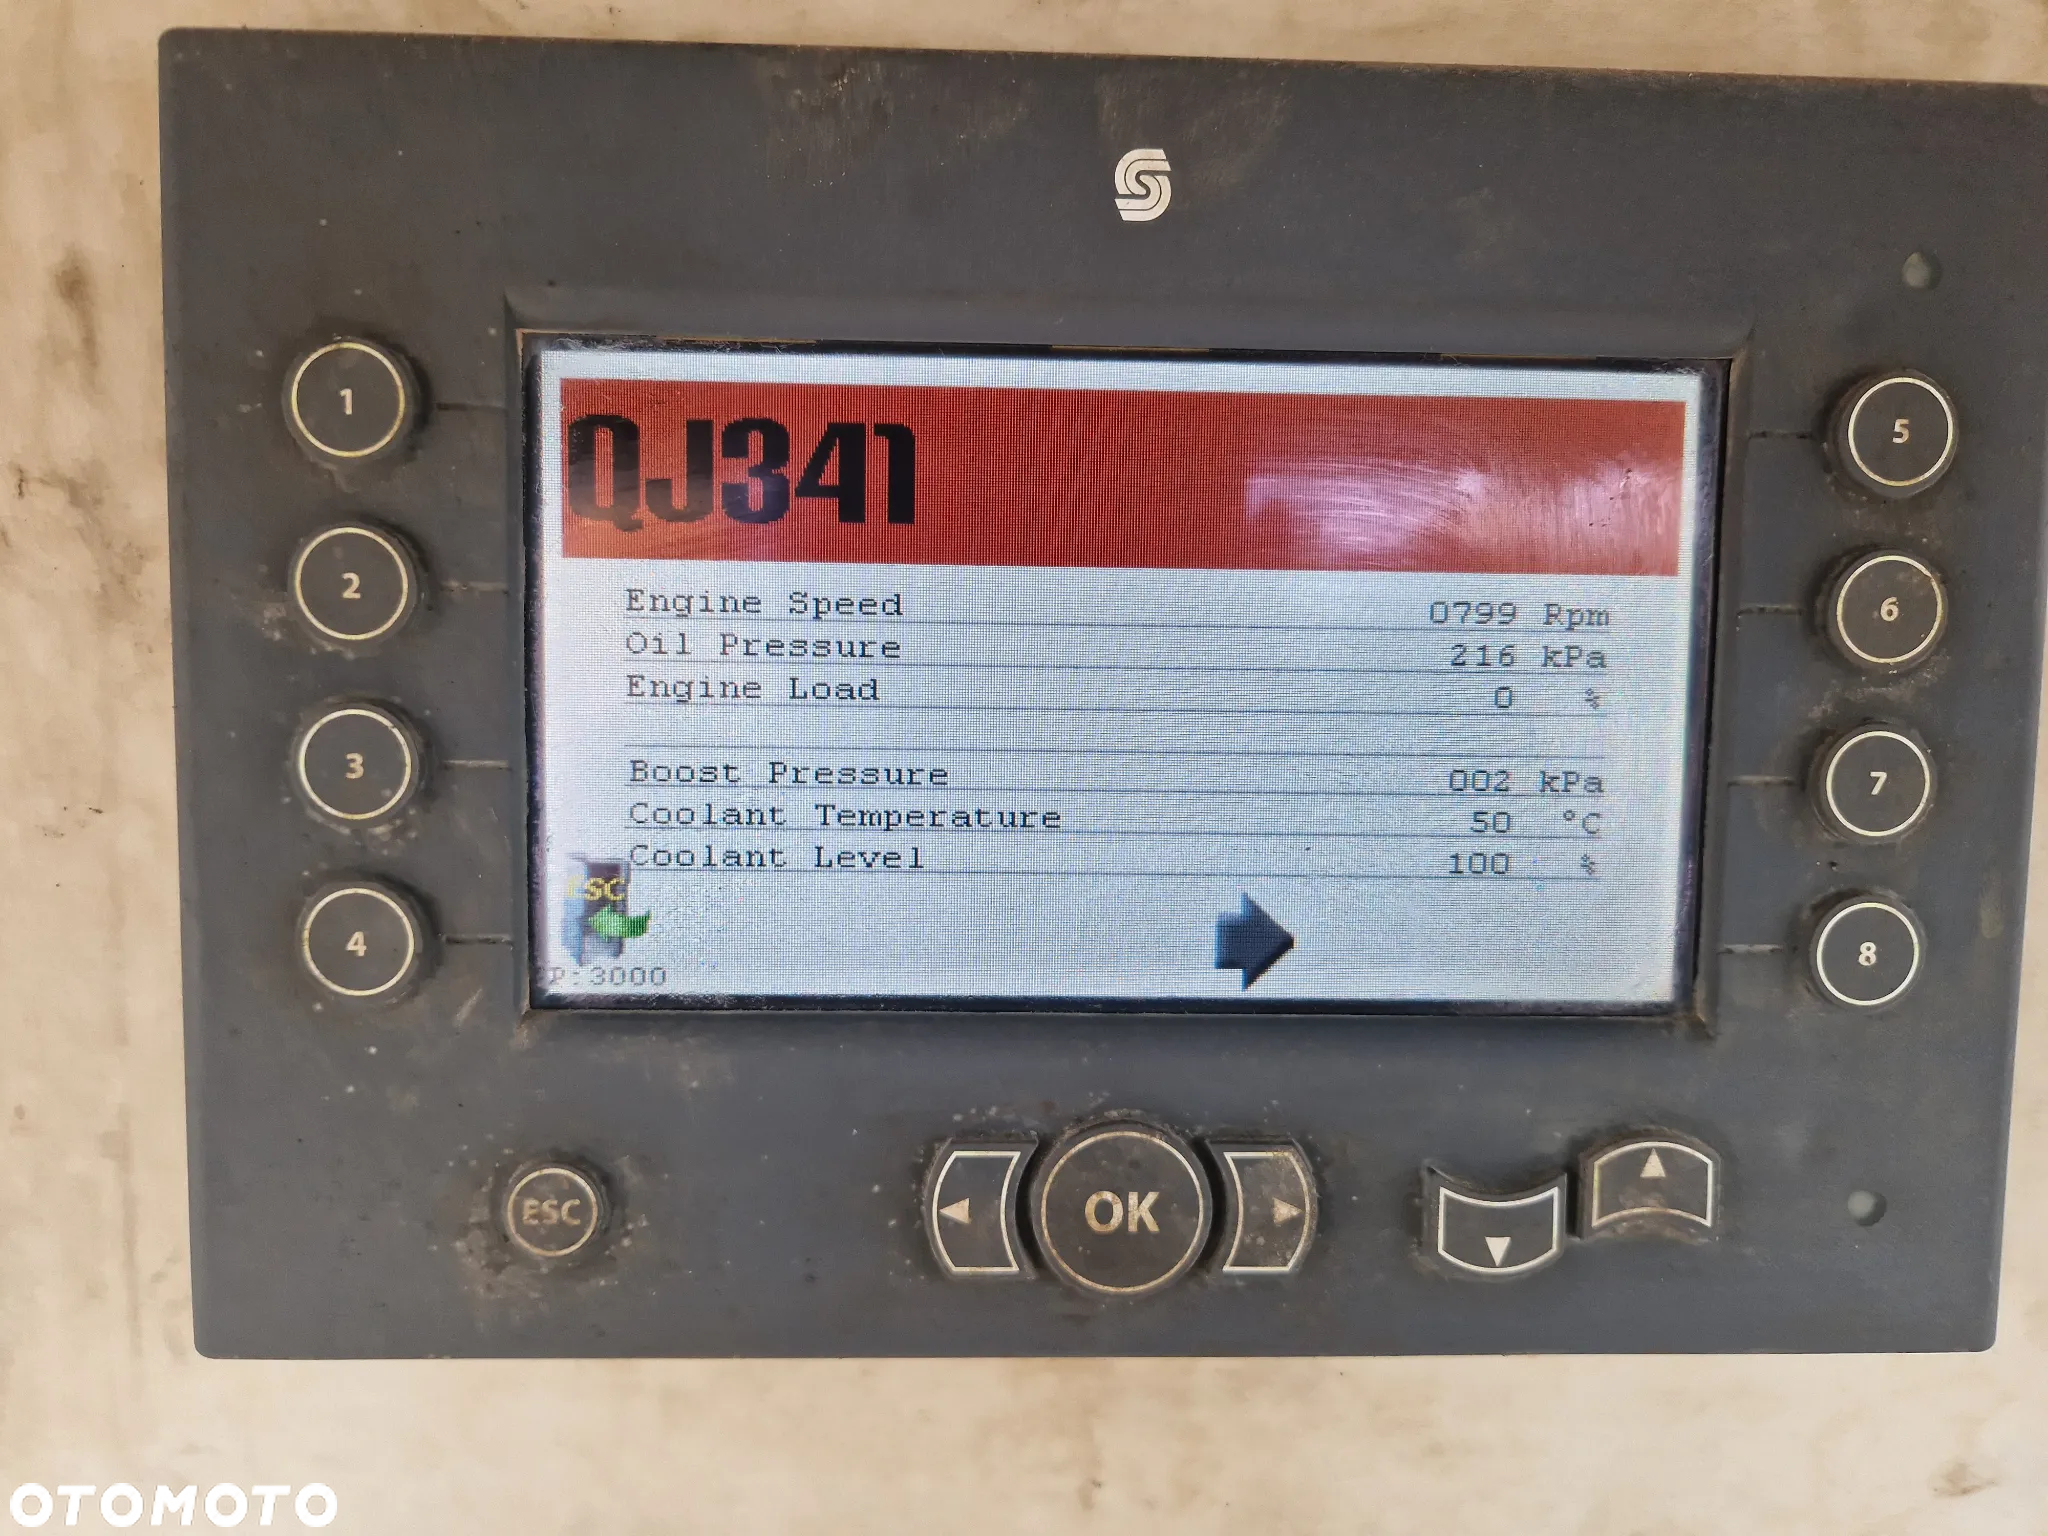 1
5
QJ341
2
6
Engine Speed 0799 Rpm
Oil Pressure 216 kPa
Engine Load 0 %
3
7
Boost Pressure 002 kPa
Coolant Temperature 50 °C
Coolant Level 100 %
ESC
4
8
P:3000
ESC
OK
OTOMOTO